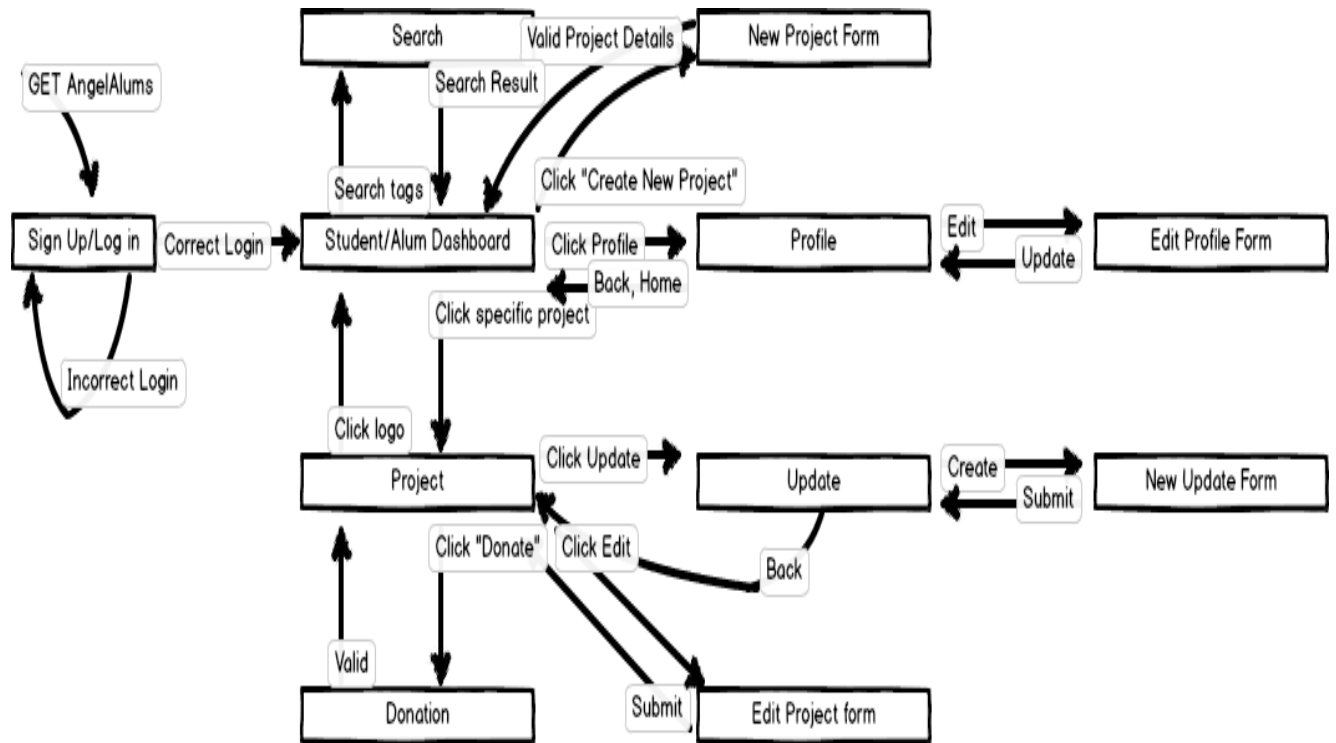 Search
Valid Project Details
New Project Form
GET AngelAlums
Search Result
Search tags
Click "Create New Project"
Sign Up/Log in
Correct Login
Student/Alum Dashboard
Click Profile
Profile
Edit
Update
Edit Profile Form
Back, Home
Click specific project
Incorrect Login
Click logo
Project
Click Update
Update
Create
Submit
New Update Form
Click "Donate"
Click Edit
Back
Valid
Donation
Submit
Edit Project form